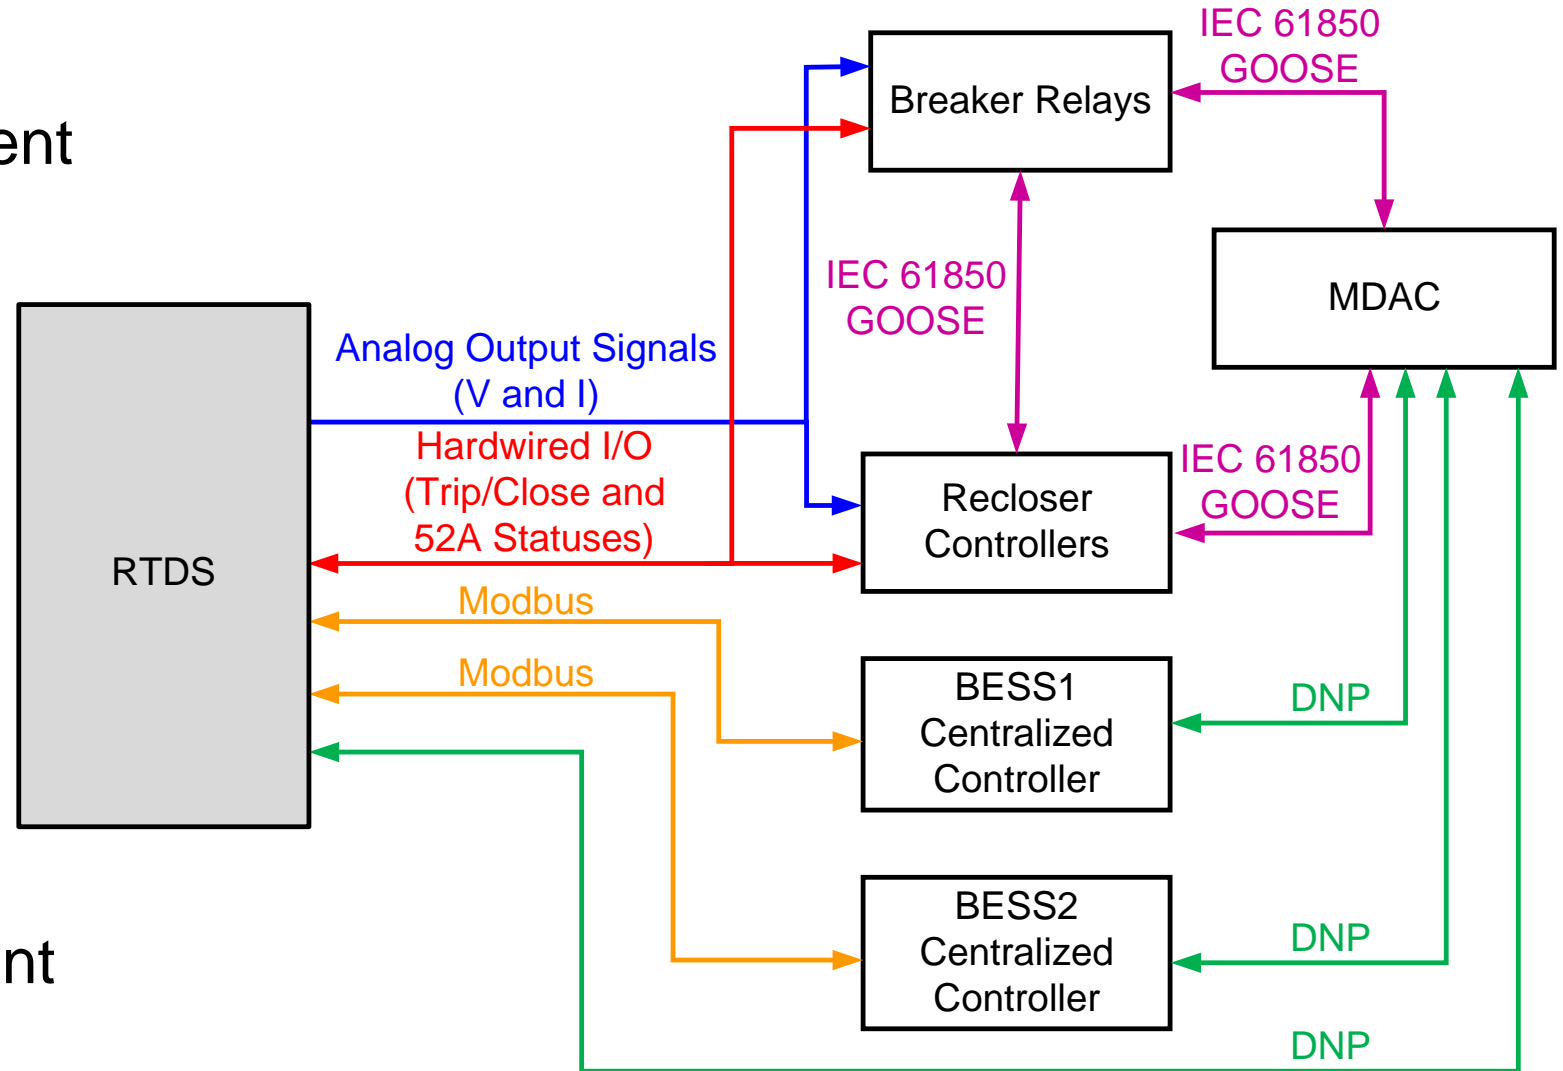 IEC 61850
GOOSE
Breaker Relays
ent
IEC 61850
GOOSE
MDAC
Analog Output Signals
(V and I)
Hardwired I/O
(Trip/Close and
52A Statuses)
IEC 61850
GOOSE
Recloser
Controllers
RTDS
Modbus
Modbus
BESS1
Centralized
Controller
DNP
BESS2
Centralized
Controller
DNP
nt
DNP